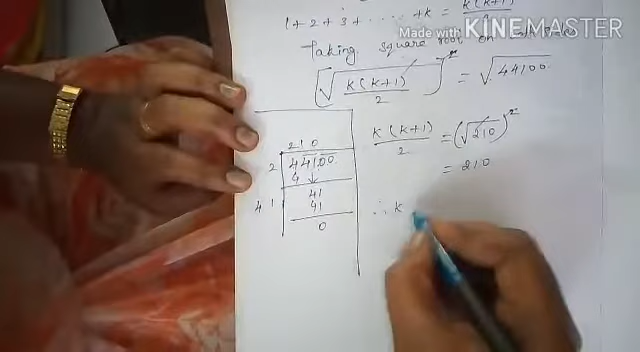 1+2+3+.....+k = k(k+1)
Made with KINEMASTER
Taking square root on
(√k(k+1)/2)² = √44100
k(k+1)/2 = (√210)²
= 210
∴ k
210
2 44100
4 ↓
41 41
41
0